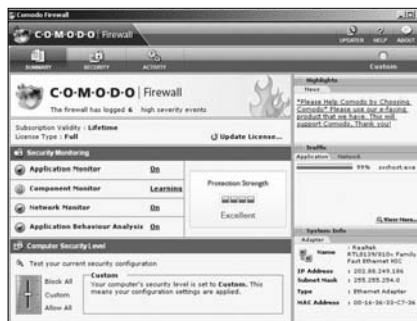 Comodo Firewall
C·O·M·O·D·O Firewall
UPDATER HELP ABOUT
SUMMARY SECURITY ACTIVITY
Custom
C·O·M·O·D·O Firewall
The firewall has logged 6 high severity events
Subscription Validity : Lifetime
License Type : Full
Update License...
Security Monitoring
Application Monitor On
Component Monitor Learning
Network Monitor On
Application Behaviour Analysis On
Protection Strength
Excellent
Computer Security Level
Test your current security configuration
Block All
Custom
Allow All
Custom
Your computer's security level is set to Custom. This
means your configuration settings are applied.
Highlights
News
"Please Help Comodo by Choosing
Comodo" Please use our e-faxing
product that we have. This will
support Comodo. Thank you!
Traffic
Application Network
99% svchost.exe
View More...
System Info
Adapter
Name : Realtek
RTL8139/810x Family
Fast Ethernet NIC
IP Address : 202.88.249.186
Subnet Mask : 255.255.254.0
Type : Ethernet Adapter
MAC Address : 00-16-36-33-C7-36